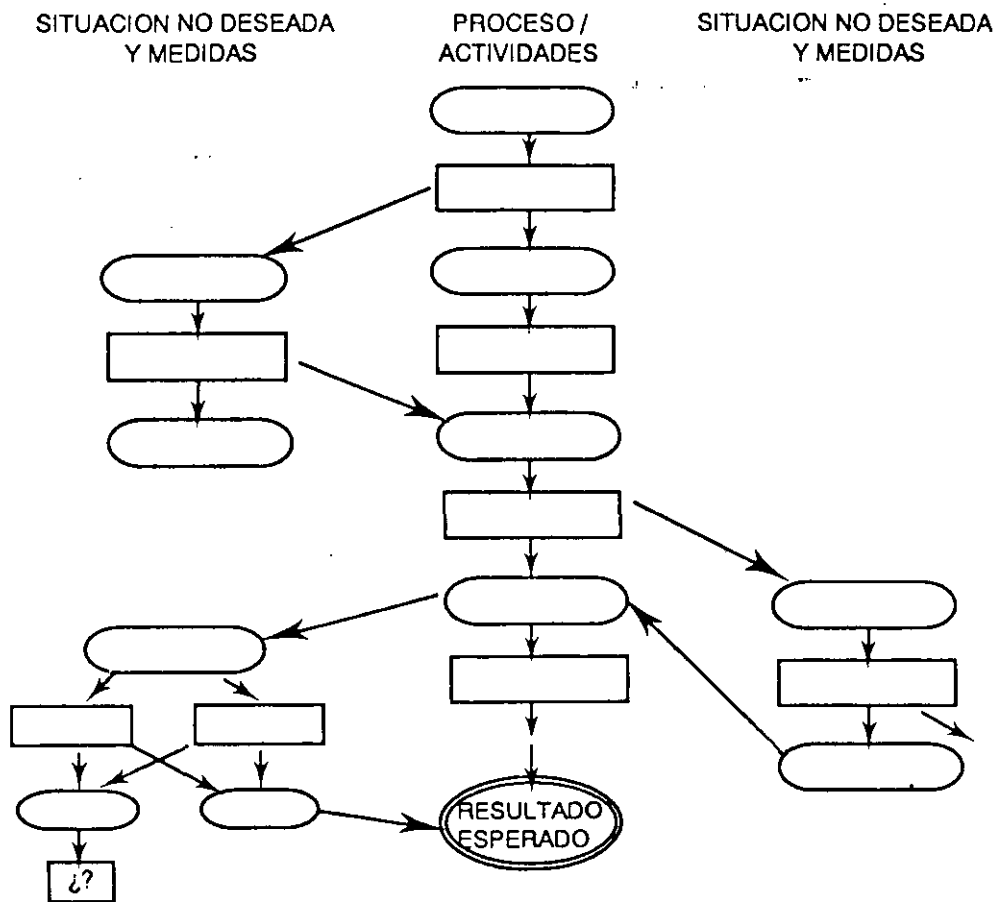 SITUACION NO DESEADA
Y MEDIDAS
PROCESO /
ACTIVIDADES
SITUACION NO DESEADA
Y MEDIDAS
RESULTADO
ESPERADO
¿?